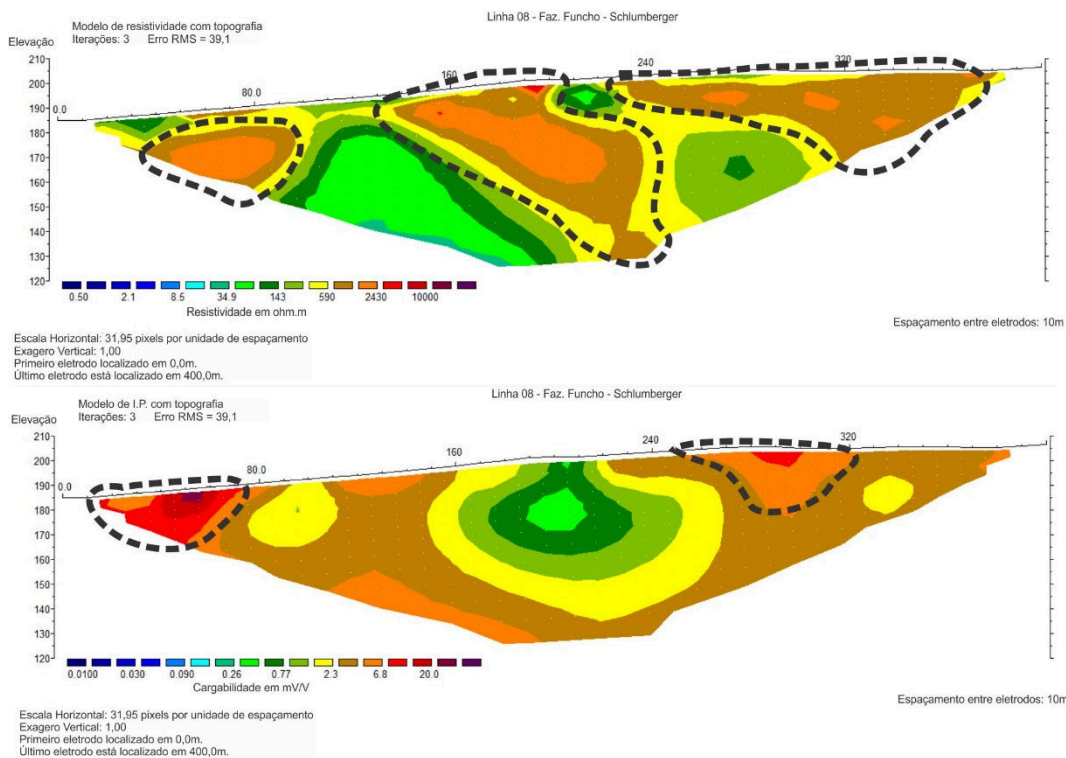 Linha 08 - Faz. Funcho - Schlumberger
Modelo de resistividade com topografia
Iterações: 3 Erro RMS = 39,1
Elevação
210
200
190
180
170
160
150
140
130
120
0.0
80.0
160
240
320
0.50 2.1 8.5 34.9 143 590 2430 10000
Resistividade em ohm.m
Espaçamento entre eletrodos: 10m
Escala Horizontal: 31,95 pixels por unidade de espaçamento
Exagero Vertical: 1,00
Primeiro eletrodo localizado em 0,0m.
Último eletrodo está localizado em 400,0m.
Linha 08 - Faz. Funcho - Schlumberger
Modelo de I.P. com topografia
Iterações: 3 Erro RMS = 39,1
Elevação
210
200
190
180
170
160
150
140
130
120
0.0
80.0
160
240
320
0.0100 0.030 0.090 0.26 0.77 2.3 6.8 20.0
Cargabilidade em mV/V
Espaçamento entre eletrodos: 10m
Escala Horizontal: 31,95 pixels por unidade de espaçamento
Exagero Vertical: 1,00
Primeiro eletrodo localizado em 0,0m.
Último eletrodo está localizado em 400,0m.